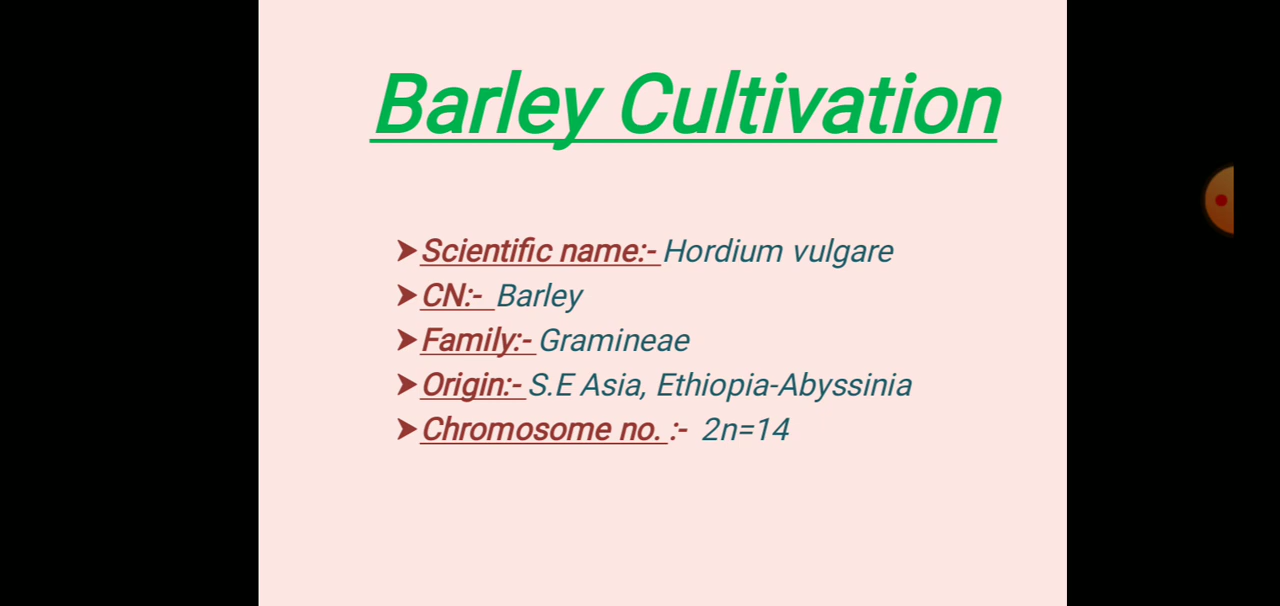 Barley Cultivation
➤Scientific name:- Hordium vulgare
➤CN:- Barley
➤Family:- Gramineae
➤Origin:- S.E Asia, Ethiopia-Abyssinia
➤Chromosome no. :- 2n=14